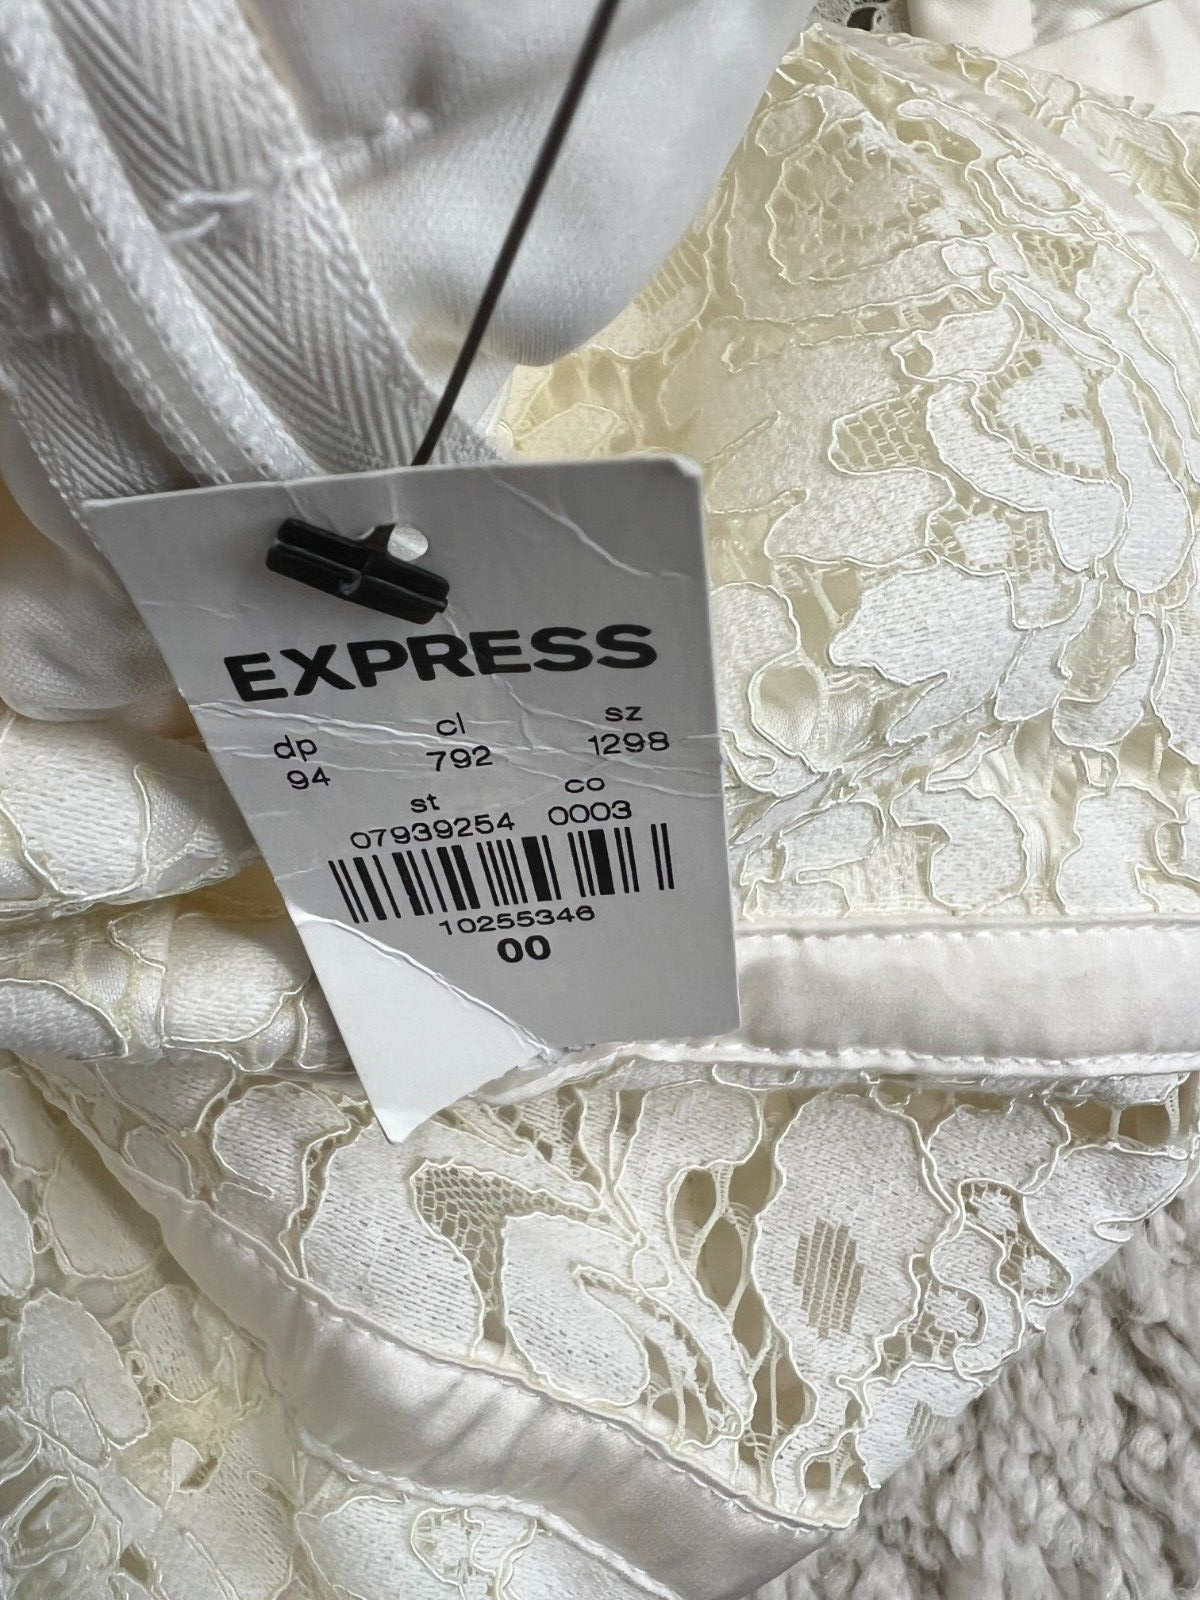 EXPRESS
dp cl sz
94 792 1298
st co
07939254 0003
10255346
00